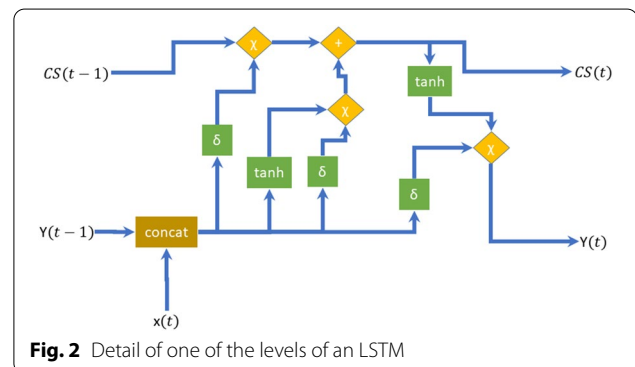 χ
+
CS(t−1)
CS(t)
tanh
χ
δ
χ
tanh
δ
δ
Y(t−1)
concat
Y(t)
x(t)
Fig. 2 Detail of one of the levels of an LSTM